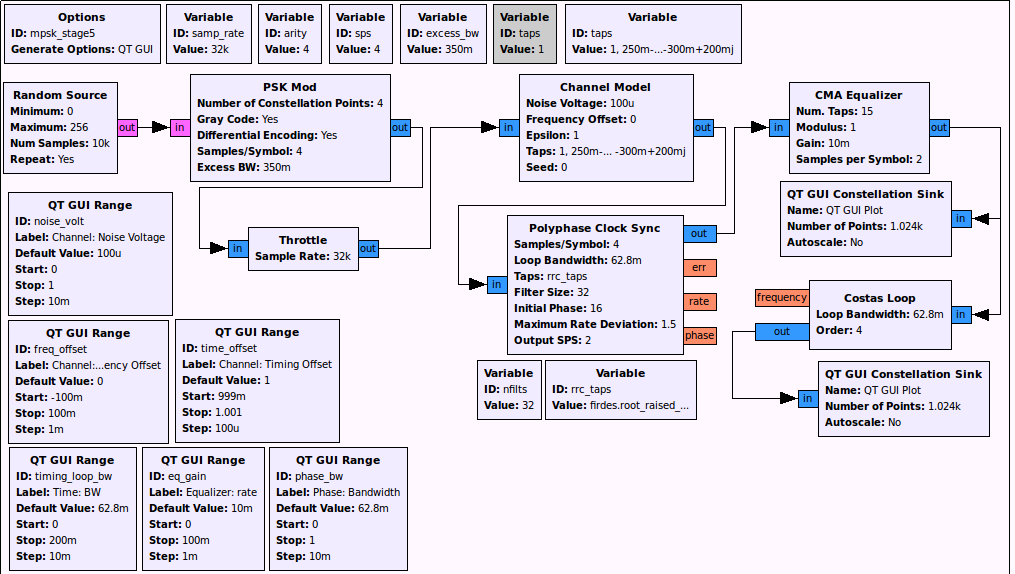 Options
ID: mpsk_stage5
Generate Options: QT GUI
Variable
ID: samp_rate
Value: 32k
Variable
ID: arity
Value: 4
Variable
ID: sps
Value: 4
Variable
ID: excess_bw
Value: 350m
Variable
ID: taps
Value: 1
Variable
ID: taps
Value: 1, 250m-...-300m+200mj
Random Source
Minimum: 0
Maximum: 256
Num Samples: 10k
Repeat: Yes
out
in
PSK Mod
Number of Constellation Points: 4
Gray Code: Yes
Differential Encoding: Yes
Samples/Symbol: 4
Excess BW: 350m
out
in
Channel Model
Noise Voltage: 100u
Frequency Offset: 0
Epsilon: 1
Taps: 1, 250m-... -300m+200mj
Seed: 0
out
in
CMA Equalizer
Num. Taps: 15
Modulus: 1
Gain: 10m
Samples per Symbol: 2
out
QT GUI Range
ID: noise_volt
Label: Channel: Noise Voltage
Default Value: 100u
Start: 0
Stop: 1
Step: 10m
in
Throttle
Sample Rate: 32k
out
in
Polyphase Clock Sync
Samples/Symbol: 4
Loop Bandwidth: 62.8m
Taps: rrc_taps
Filter Size: 32
Initial Phase: 16
Maximum Rate Deviation: 1.5
Output SPS: 2
out
err
rate
phase
QT GUI Constellation Sink
Name: QT GUI Plot
Number of Points: 1.024k
Autoscale: No
in
frequency
out
Costas Loop
Loop Bandwidth: 62.8m
Order: 4
in
QT GUI Range
ID: freq_offset
Label: Channel:...ency Offset
Default Value: 0
Start: -100m
Stop: 100m
Step: 1m
QT GUI Range
ID: time_offset
Label: Channel: Timing Offset
Default Value: 1
Start: 999m
Stop: 1.001
Step: 100u
Variable
ID: nfilts
Value: 32
Variable
ID: rrc_taps
Value: firdes.root_raised_...
in
QT GUI Constellation Sink
Name: QT GUI Plot
Number of Points: 1.024k
Autoscale: No
QT GUI Range
ID: timing_loop_bw
Label: Time: BW
Default Value: 62.8m
Start: 0
Stop: 200m
Step: 10m
QT GUI Range
ID: eq_gain
Label: Equalizer: rate
Default Value: 10m
Start: 0
Stop: 100m
Step: 1m
QT GUI Range
ID: phase_bw
Label: Phase: Bandwidth
Default Value: 62.8m
Start: 0
Stop: 1
Step: 10m